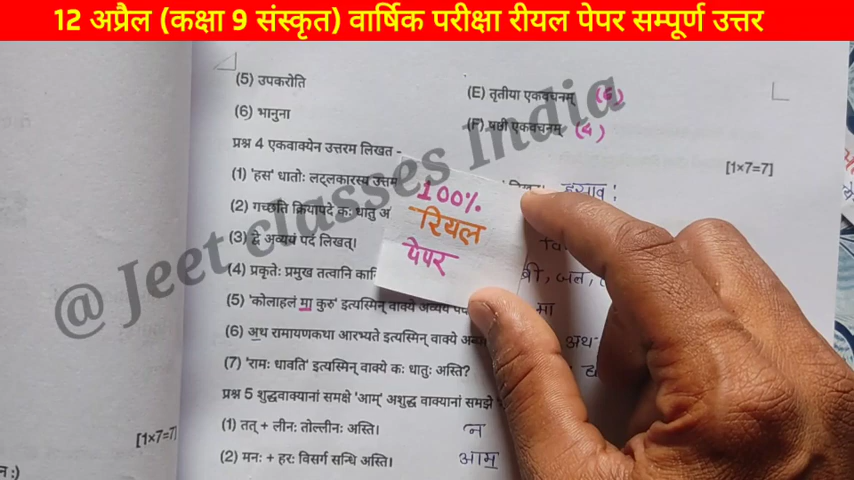 12 अप्रैल (कक्षा 9 संस्कृत) वार्षिक परीक्षा रीयल पेपर सम्पूर्ण उत्तर
(5) उपकरोति
(E) तृतीया एकवचनम् (6)
(6) भानुना
(F) षष्ठी एकवचनम् (4)
प्रश्न 4 एकवाक्येन उत्तरम लिखत -
[1×7=7]
(1) 'हस' धातोः लट्लकारस्य उत्तम
(2) गच्छति क्रियापदे कः धातु अ
(3) द्वे अव्ययं पदं लिखत्।
(4) प्रकृतेः प्रमुख तत्वानि
जल,
(5) 'कोलाहलं मा कुरु' इत्यस्मिन् वाक्ये अव्यय
मा
(6) अथ रामायणकथा आरभ्यते इत्यस्मिन् वाक्ये
अथ
(7) 'रामः धावति' इत्यस्मिन् वाक्ये कः धातुः अस्ति?
प्रश्न 5 शुद्धवाक्यानां समक्षे 'आम्' अशुद्ध वाक्यानां समक्षे
(1) तत् + लीनः तोल्लीनः अस्ति।
न
[1×7=7]
(2) मनः + हरः विसर्ग सन्धि अस्ति।
आम
न:)
100%
रियल
पेपर
@ Jeet classes India